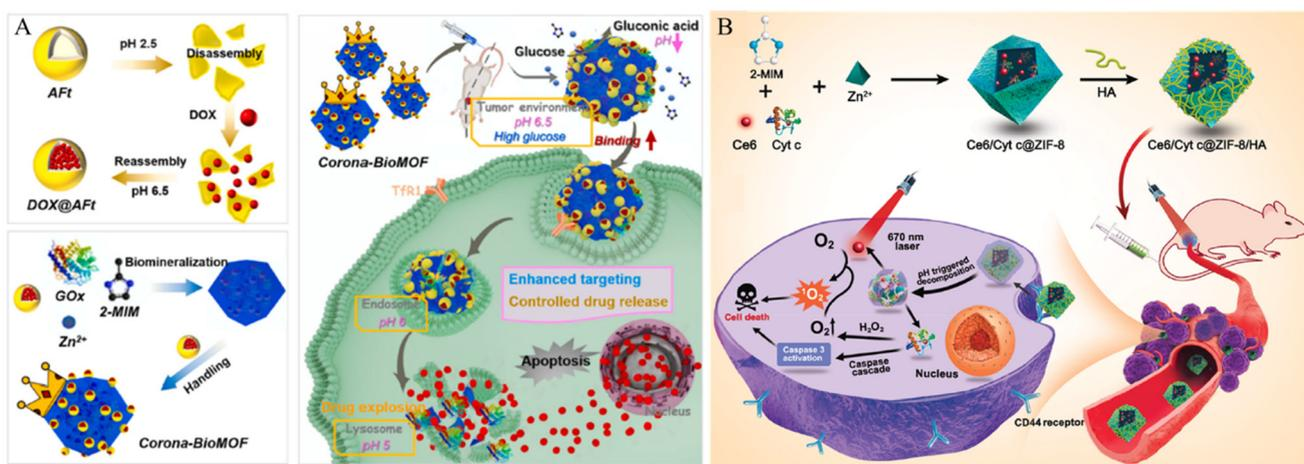 A
AFt
pH 2.5
Disassembly
DOX
Reassembly
pH 6.5
DOX@AFt
GOx
2-MIM
Zn2+
Biomineralization
Handling
Corona-BioMOF
Corona-BioMOF
Glucose
Gluconic acid
pH
Tumor environment
pH 6.5
High glucose
Binding
TfR1
Endosome
pH 6
Enhanced targeting
Controlled drug release
Apoptosis
Nucleus
Drug explosion
Lysosome
pH 5
B
2-MIM
+
Ce6
Cyt c
+
Zn2+
Ce6/Cyt c@ZIF-8
HA
Ce6/Cyt c@ZIF-8/HA
O2
670 nm
laser
pH triggered
decomposition
1O2
Cell death
O2
H2O2
Caspase 3
activation
Caspase
cascade
Nucleus
CD44 receptor